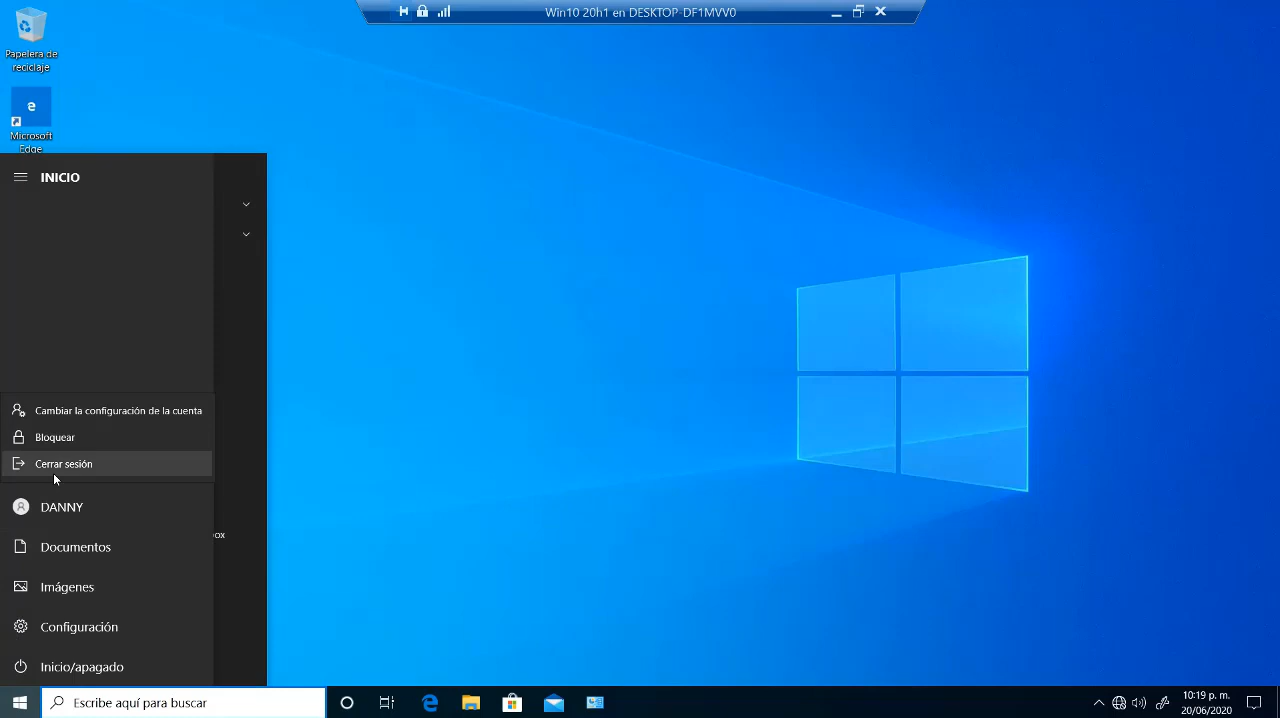 Win10 20h1 en DESKTOP-DF1MVV0
Papelera de
reciclaje
Microsoft
Edge
INICIO
Cambiar la configuración de la cuenta
Bloquear
Cerrar sesión
DANNY
box
Documentos
Imágenes
Configuración
Inicio/apagado
Escribe aquí para buscar
10:19 p. m.
20/06/2020